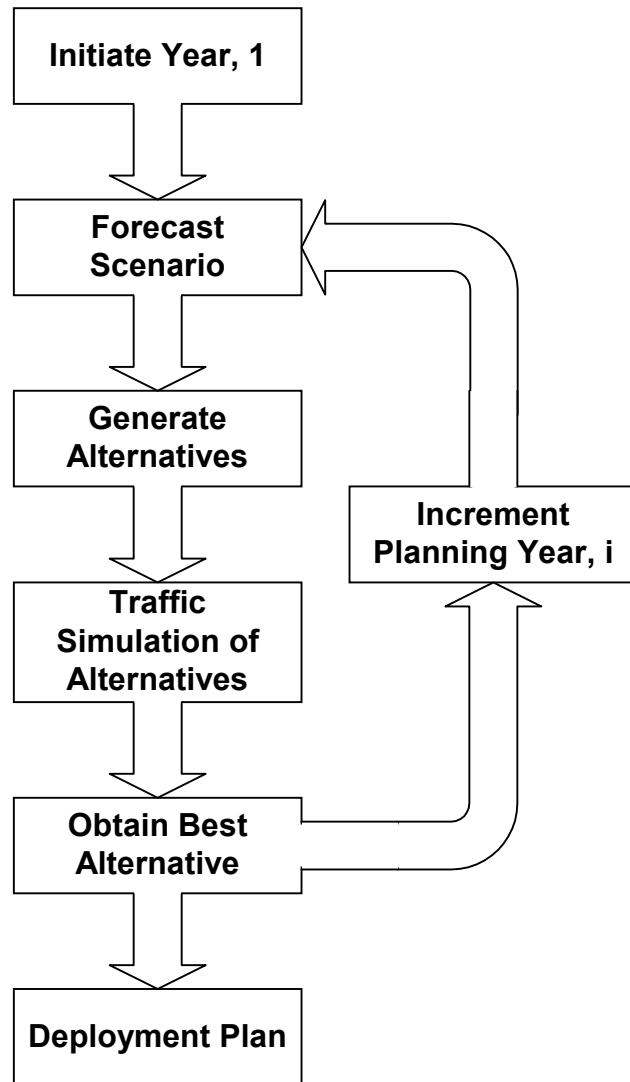 Initiate Year, 1
Forecast
Scenario
Generate
Alternatives
Increment
Planning Year, i
Traffic
Simulation of
Alternatives
Obtain Best
Alternative
Deployment Plan